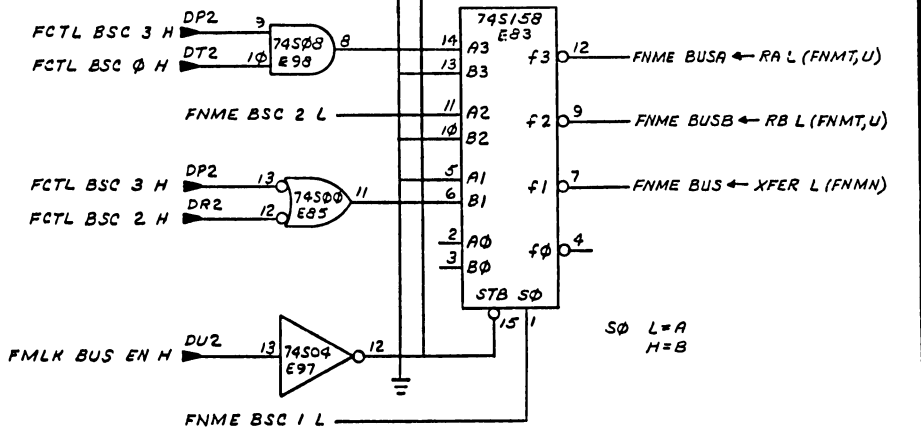 DP2
FCTL BSC 3 H
9
74S08
E98
8
FCTL BSC Ø H
DT2
1Ø
74S158
E83
14 A3
13 B3
f3 12
FNME BUSA ← RA L (FNMT,U)
FNME BSC 2 L
11 A2
1Ø B2
f2 9
FNME BUSB ← RB L (FNMT,U)
DP2
FCTL BSC 3 H
13
74SØØ
E85
11
FCTL BSC 2 H
DR2
12
5 A1
6 B1
f1 7
FNME BUS ← XFER L (FNMN)
2 AØ
3 BØ
fØ 4
STB SØ
15 1
SØ L=A
H=B
FMLK BUS EN H
DU2
13
74SO4
E97
12
FNME BSC 1 L